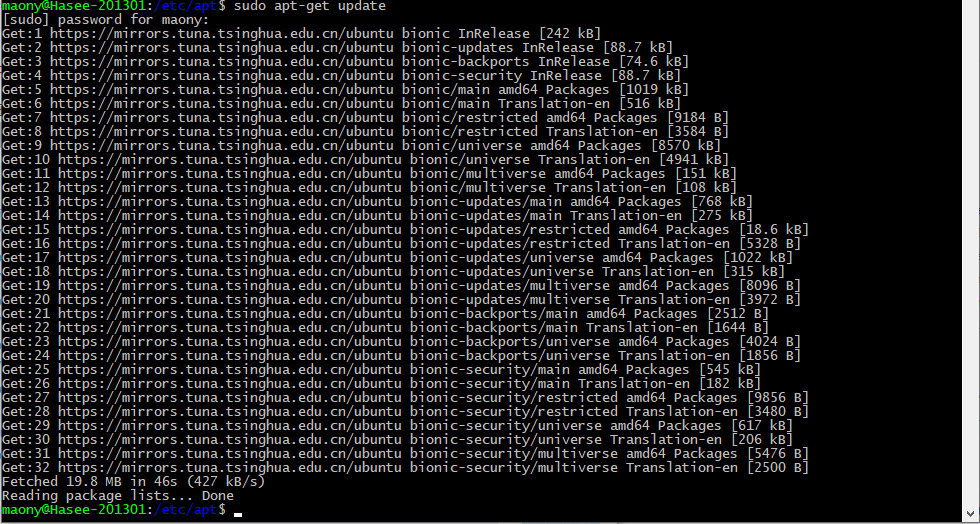 maony@Hasee-201301:/etc/apt$ sudo apt-get update
[sudo] password for maony:
Get:1 https://mirrors.tuna.tsinghua.edu.cn/ubuntu bionic InRelease [242 kB]
Get:2 https://mirrors.tuna.tsinghua.edu.cn/ubuntu bionic-updates InRelease [88.7 kB]
Get:3 https://mirrors.tuna.tsinghua.edu.cn/ubuntu bionic-backports InRelease [74.6 kB]
Get:4 https://mirrors.tuna.tsinghua.edu.cn/ubuntu bionic-security InRelease [88.7 kB]
Get:5 https://mirrors.tuna.tsinghua.edu.cn/ubuntu bionic/main amd64 Packages [1019 kB]
Get:6 https://mirrors.tuna.tsinghua.edu.cn/ubuntu bionic/main Translation-en [516 kB]
Get:7 https://mirrors.tuna.tsinghua.edu.cn/ubuntu bionic/restricted amd64 Packages [9184 B]
Get:8 https://mirrors.tuna.tsinghua.edu.cn/ubuntu bionic/restricted Translation-en [3584 B]
Get:9 https://mirrors.tuna.tsinghua.edu.cn/ubuntu bionic/universe amd64 Packages [8570 kB]
Get:10 https://mirrors.tuna.tsinghua.edu.cn/ubuntu bionic/universe Translation-en [4941 kB]
Get:11 https://mirrors.tuna.tsinghua.edu.cn/ubuntu bionic/multiverse amd64 Packages [151 kB]
Get:12 https://mirrors.tuna.tsinghua.edu.cn/ubuntu bionic/multiverse Translation-en [108 kB]
Get:13 https://mirrors.tuna.tsinghua.edu.cn/ubuntu bionic-updates/main amd64 Packages [768 kB]
Get:14 https://mirrors.tuna.tsinghua.edu.cn/ubuntu bionic-updates/main Translation-en [275 kB]
Get:15 https://mirrors.tuna.tsinghua.edu.cn/ubuntu bionic-updates/restricted amd64 Packages [18.6 kB]
Get:16 https://mirrors.tuna.tsinghua.edu.cn/ubuntu bionic-updates/restricted Translation-en [5328 B]
Get:17 https://mirrors.tuna.tsinghua.edu.cn/ubuntu bionic-updates/universe amd64 Packages [1022 kB]
Get:18 https://mirrors.tuna.tsinghua.edu.cn/ubuntu bionic-updates/universe Translation-en [315 kB]
Get:19 https://mirrors.tuna.tsinghua.edu.cn/ubuntu bionic-updates/multiverse amd64 Packages [8096 B]
Get:20 https://mirrors.tuna.tsinghua.edu.cn/ubuntu bionic-updates/multiverse Translation-en [3972 B]
Get:21 https://mirrors.tuna.tsinghua.edu.cn/ubuntu bionic-backports/main amd64 Packages [2512 B]
Get:22 https://mirrors.tuna.tsinghua.edu.cn/ubuntu bionic-backports/main Translation-en [1644 B]
Get:23 https://mirrors.tuna.tsinghua.edu.cn/ubuntu bionic-backports/universe amd64 Packages [4024 B]
Get:24 https://mirrors.tuna.tsinghua.edu.cn/ubuntu bionic-backports/universe Translation-en [1856 B]
Get:25 https://mirrors.tuna.tsinghua.edu.cn/ubuntu bionic-security/main amd64 Packages [545 kB]
Get:26 https://mirrors.tuna.tsinghua.edu.cn/ubuntu bionic-security/main Translation-en [182 kB]
Get:27 https://mirrors.tuna.tsinghua.edu.cn/ubuntu bionic-security/restricted amd64 Packages [9856 B]
Get:28 https://mirrors.tuna.tsinghua.edu.cn/ubuntu bionic-security/restricted Translation-en [3480 B]
Get:29 https://mirrors.tuna.tsinghua.edu.cn/ubuntu bionic-security/universe amd64 Packages [617 kB]
Get:30 https://mirrors.tuna.tsinghua.edu.cn/ubuntu bionic-security/universe Translation-en [206 kB]
Get:31 https://mirrors.tuna.tsinghua.edu.cn/ubuntu bionic-security/multiverse amd64 Packages [5476 B]
Get:32 https://mirrors.tuna.tsinghua.edu.cn/ubuntu bionic-security/multiverse Translation-en [2500 B]
Fetched 19.8 MB in 46s (427 kB/s)
Reading package lists... Done
maony@Hasee-201301:/etc/apt$